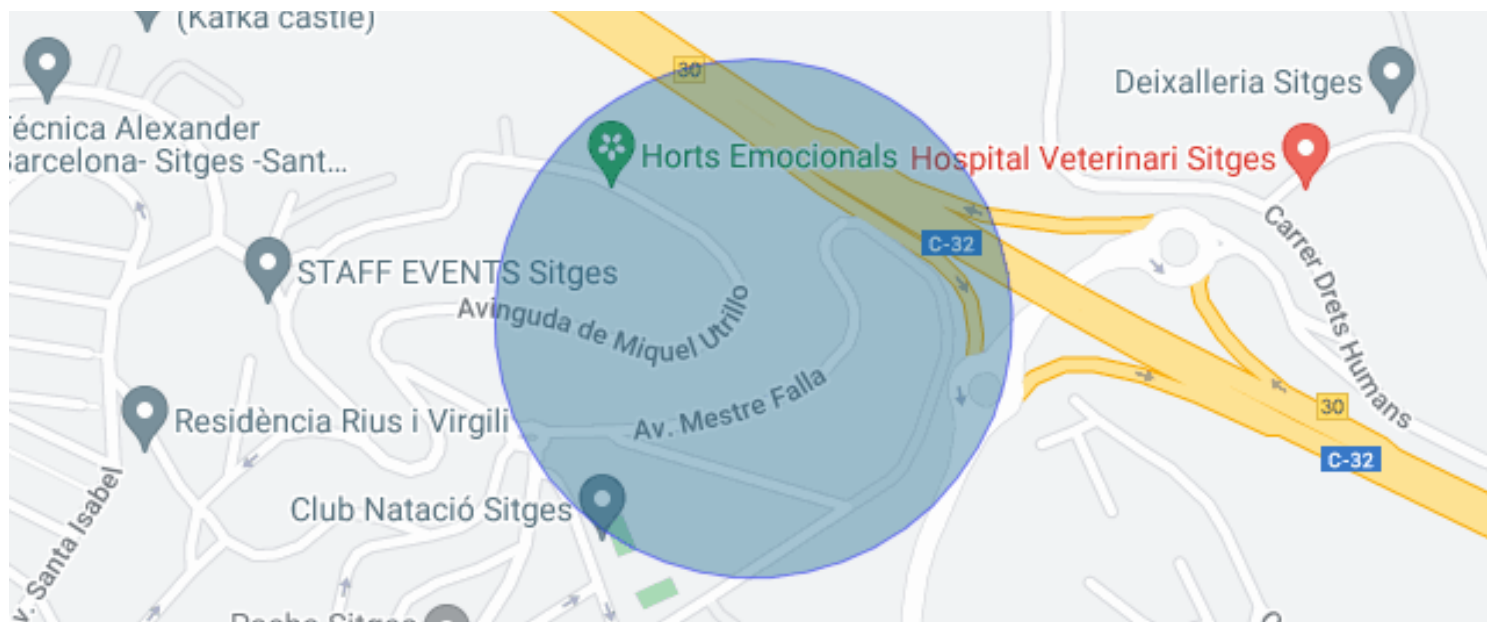 (Kafka castle)
30
Deixalleria Sitges
Técnica Alexander
Barcelona- Sitges -Sant...
Horts Emocionals
Hospital Veterinari Sitges
C-32
Carrer Drets Humans
STAFF EVENTS Sitges
Avinguda de Miquel Utrillo
Av. Mestre Falla
30
C-32
Residència Rius i Virgili
Av. Santa Isabel
Club Natació Sitges
Sitges